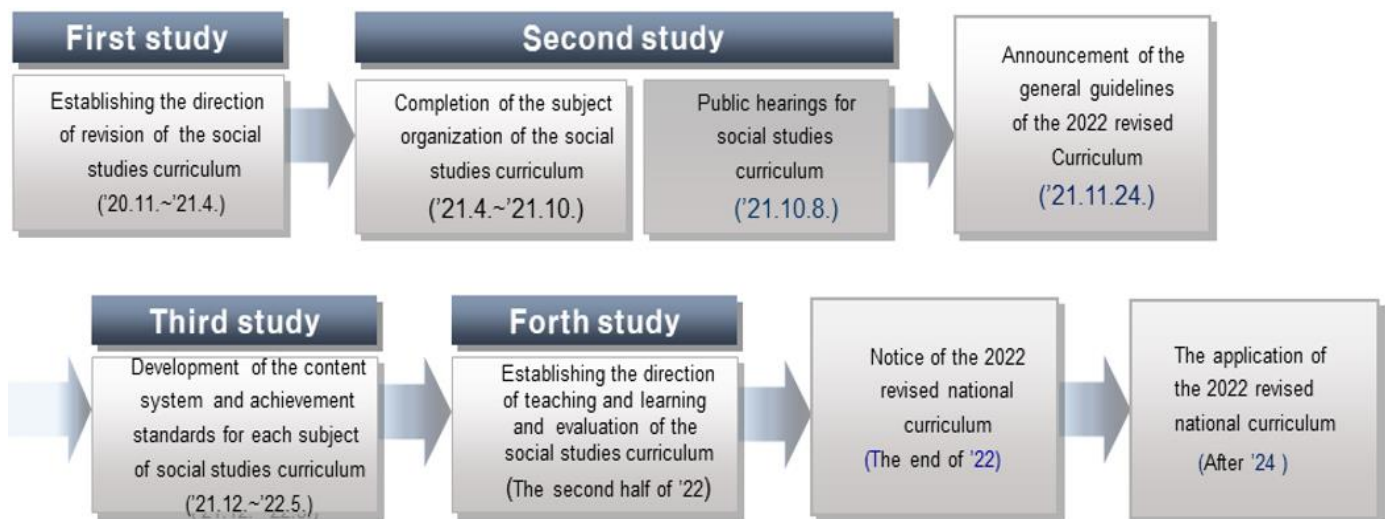 First study
Establishing the direction
of revision of the social
studies curriculum
('20.11.~'21.4.)
Second study
Completion of the subject
organization of the social
studies curriculum
('21.4.~'21.10.)
Public hearings for
social studies
curriculum
('21.10.8.)
Announcement of the
general guidelines
of the 2022 revised
Curriculum
('21.11.24.)
Third study
Development of the content
system and achievement
standards for each subject
of social studies curriculum
('21.12.~'22.5.)
Forth study
Establishing the direction
of teaching and learning
and evaluation of the
social studies curriculum
(The second half of '22)
Notice of the 2022
revised national
curriculum
(The end of '22)
The application of
the 2022 revised
national curriculum
(After '24 )